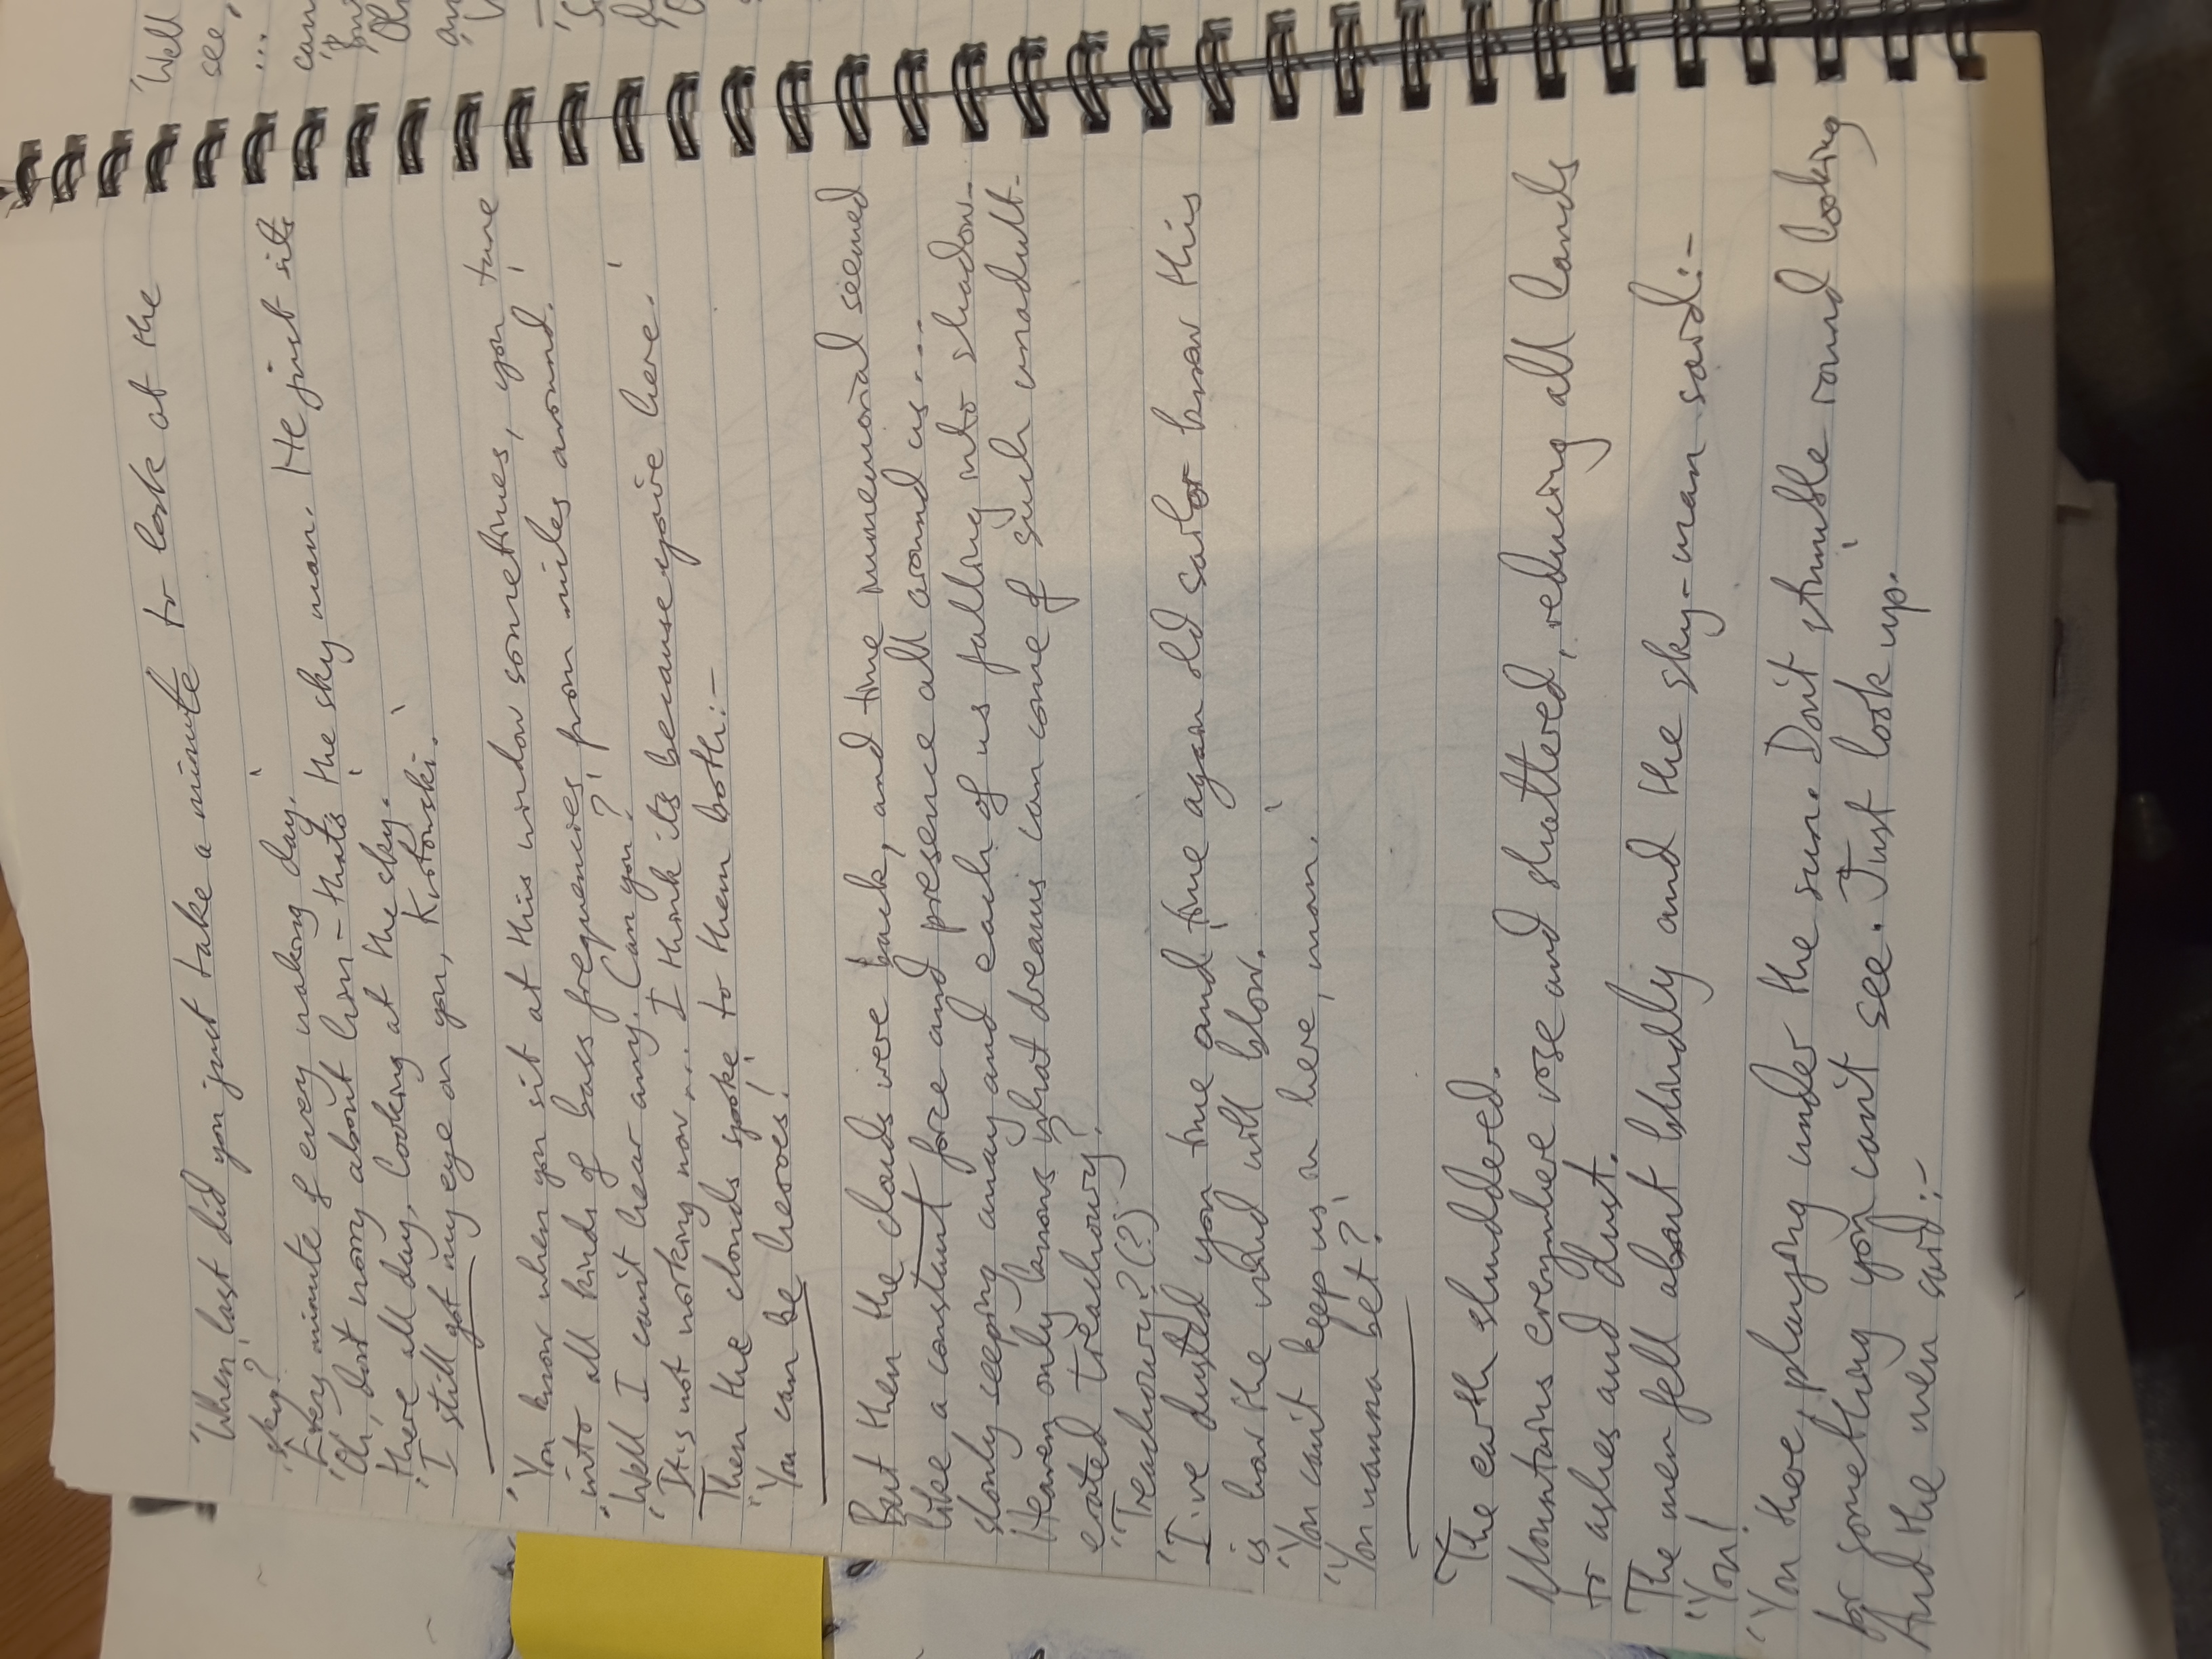 'When last did you just take a minute to look at the
sky?'
'Every minute of every waking day.'
'Oh, don't worry about him – that's the sky man. He just sits
there all day, looking at the sky.'
'I still got my eye on you, Krotowski.'
'You know when you sit at this window sometimes, you tune
into all kinds of bass frequencies from miles around.'
'Well I can't hear any. Can you?'
'It's not working now.... I think it's because you're here.'
Then the clouds spoke to them both:-
'You can be heroes!'
But then the clouds were back, and time immemorial seemed
like a constant force and presence all around us...
slowly seeping away and each of us falling into shadow.
Heaven only knows what dreams can come of such unadult-
erated treachowry?
'Treachowry?(?)
'I've dusted you time and time again old sailor know this
is how the wind will blow.'
'You can't keep us in here, man.'
'You wanna bet?'
The earth shuddered.
Mountains everywhere rose and shattered, reducing all lands
to ashes and dust.
The men fell about blindly and the sky-man said:-
'You!
'You there, playing under the sun. Don't stumble round looking
for something you can't see. Just look up.'
And the men said:-
'Well
see,
...
can